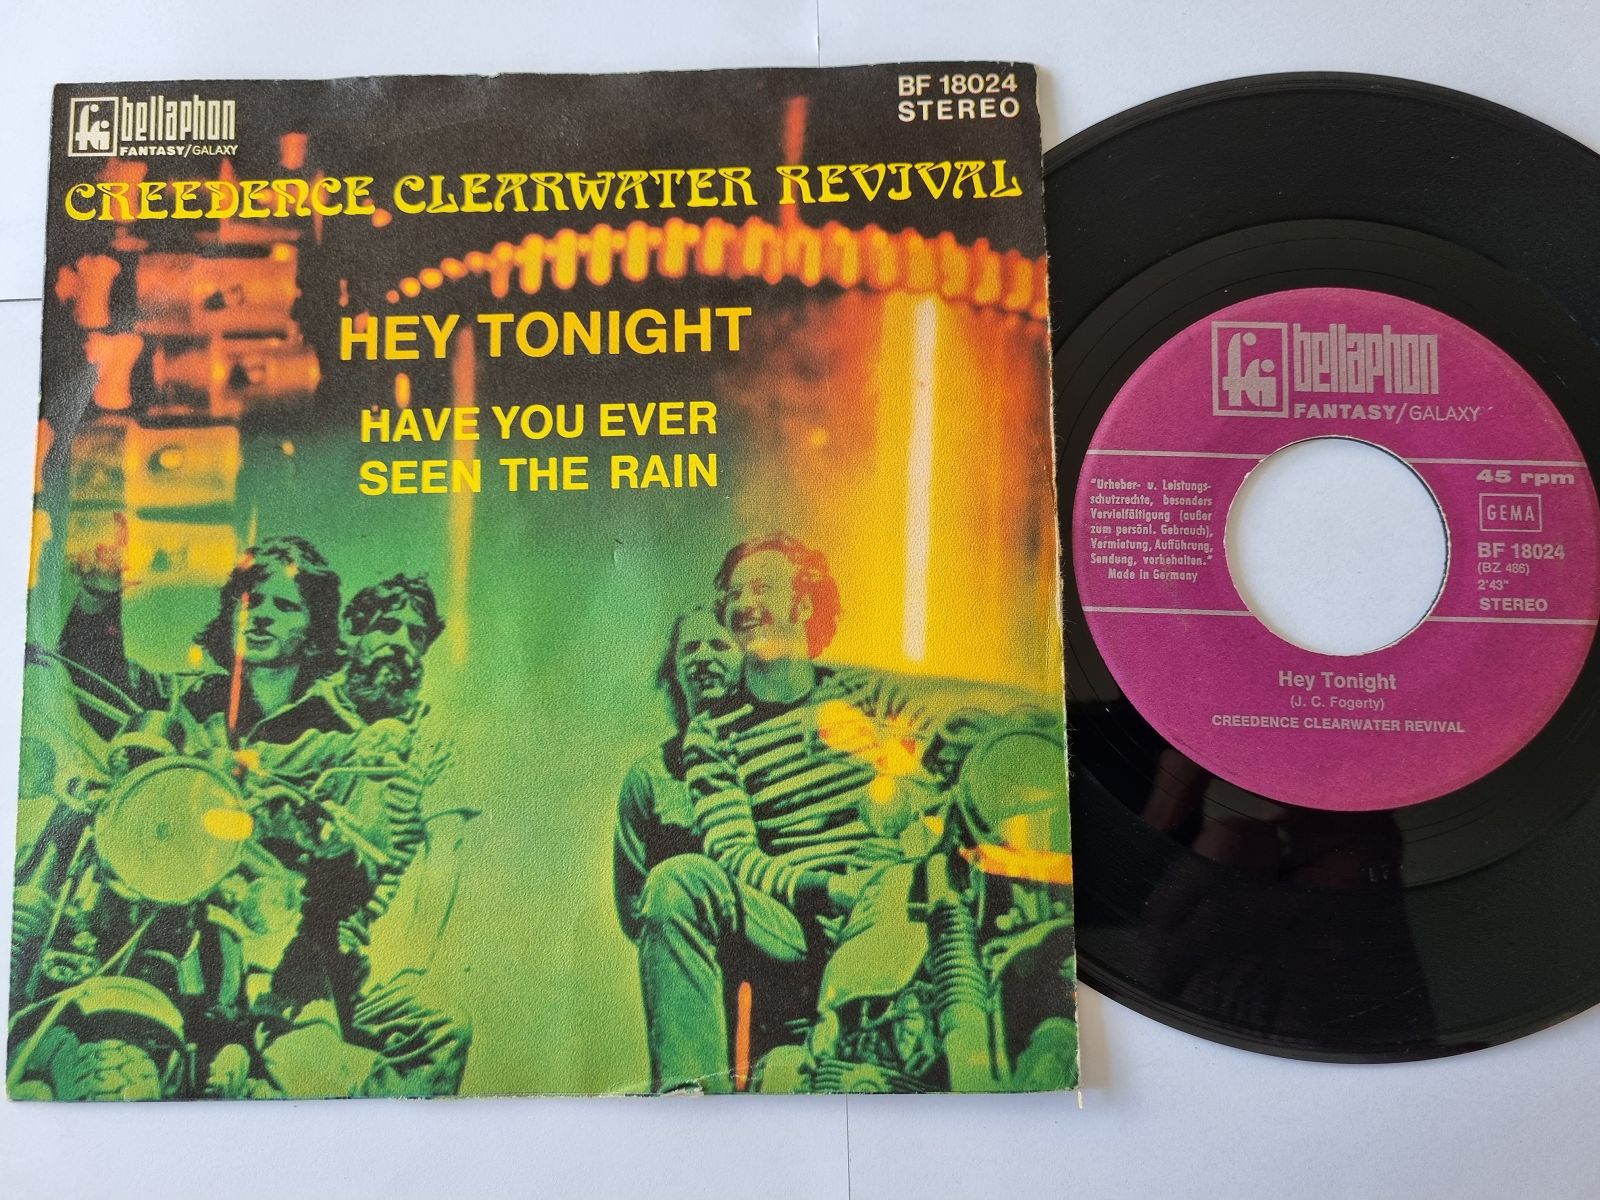 bellaphon
FANTASY/GALAXY
BF 18024
STEREO
CREEDENCE CLEARWATER REVIVAL
HEY TONIGHT
HAVE YOU EVER
SEEN THE RAIN
bellaphon
FANTASY/GALAXY
"Urheber- u. Leistungs-
schutzrechte, besonders
Vervielfältigung (außer
zum persönl. Gebrauch),
Vermietung, Aufführung,
Sendung, vorbehalten."
Made in Germany
45 rpm
GEMA
BF 18024
(BZ 486)
2'43"
STEREO
Hey Tonight
(J. C. Fogerty)
CREEDENCE CLEARWATER REVIVAL